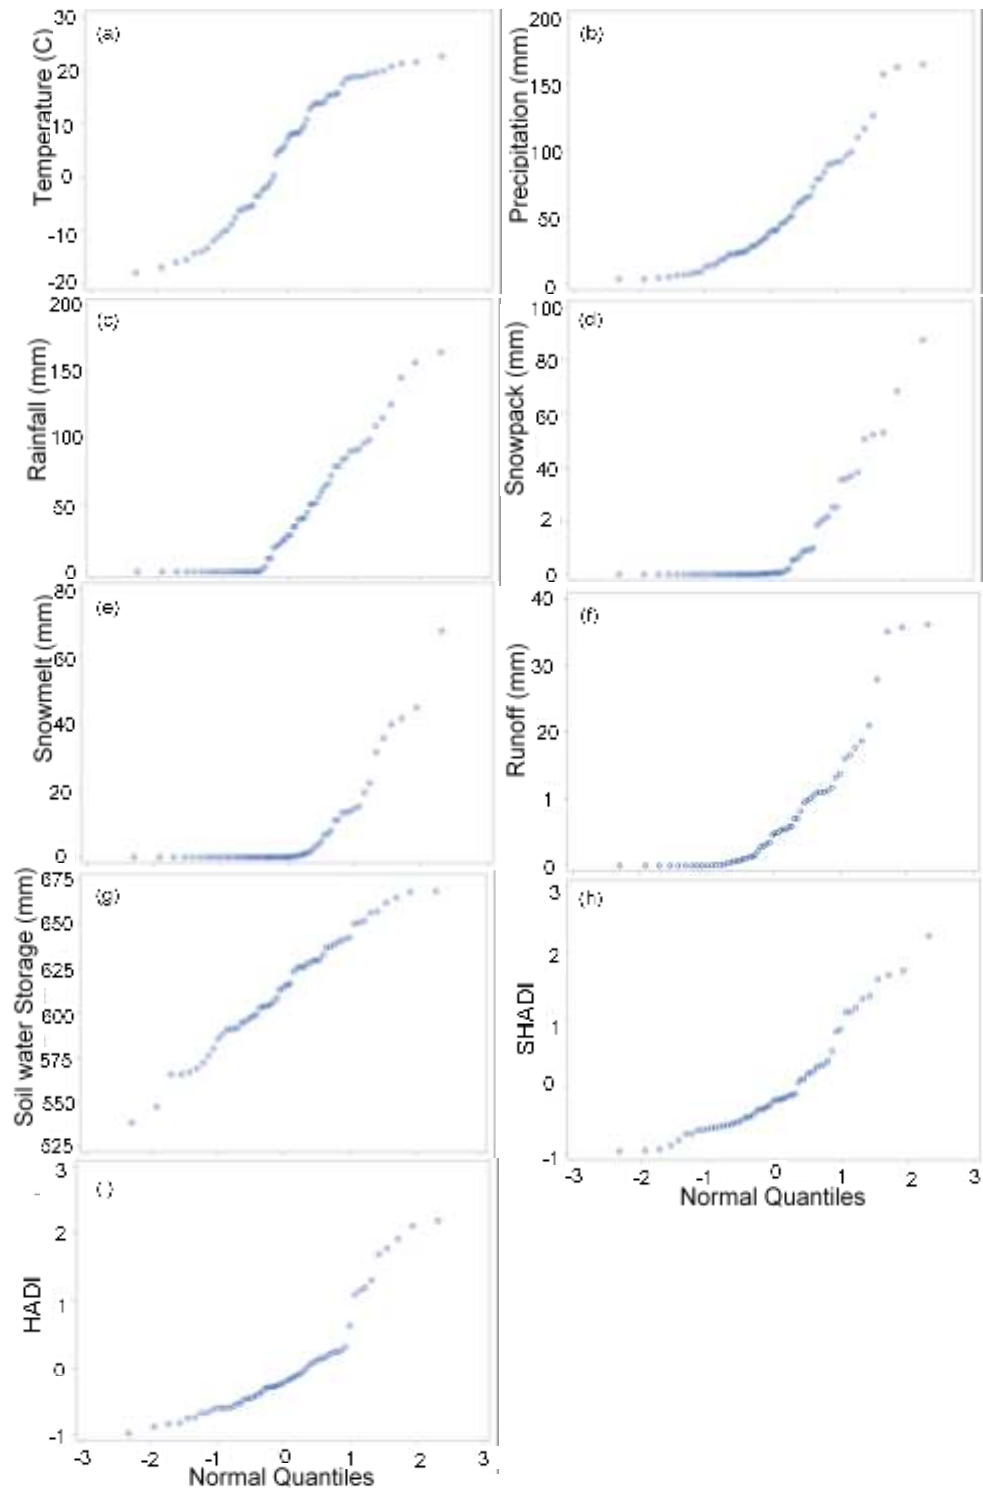 (a)
Temperature (C)
30
20
10
0
-10
-20
(b)
Precipitation (mm)
200
150
100
50
0
(c)
Rainfall (mm)
200
150
100
50
0
(d)
Snowpack (mm)
100
80
60
40
2
0
(e)
Snowmelt (mm)
80
60
40
20
0
(f)
Runoff (mm)
40
30
20
1
0
(g)
Soil water Storage (mm)
675
650
625
600
575
550
525
(h)
SHADI
3
2
1
0
-1
-3 -2 -1 0 1 2 3
Normal Quantiles
HADI
3
2
1
0
-1
-3 -2 -1 0 1 2 3
Normal Quantiles